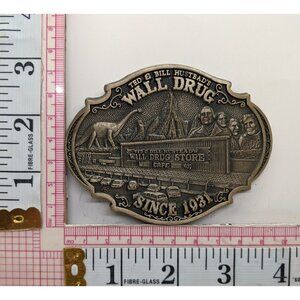 TED & BILL HUSTEAD'S
WALL DRUG
WALL DRUG STORE
CAFE
SINCE 1931
1
2
3
4
FIBRE-GLASS
1
2
3
FIBRE-GLASS